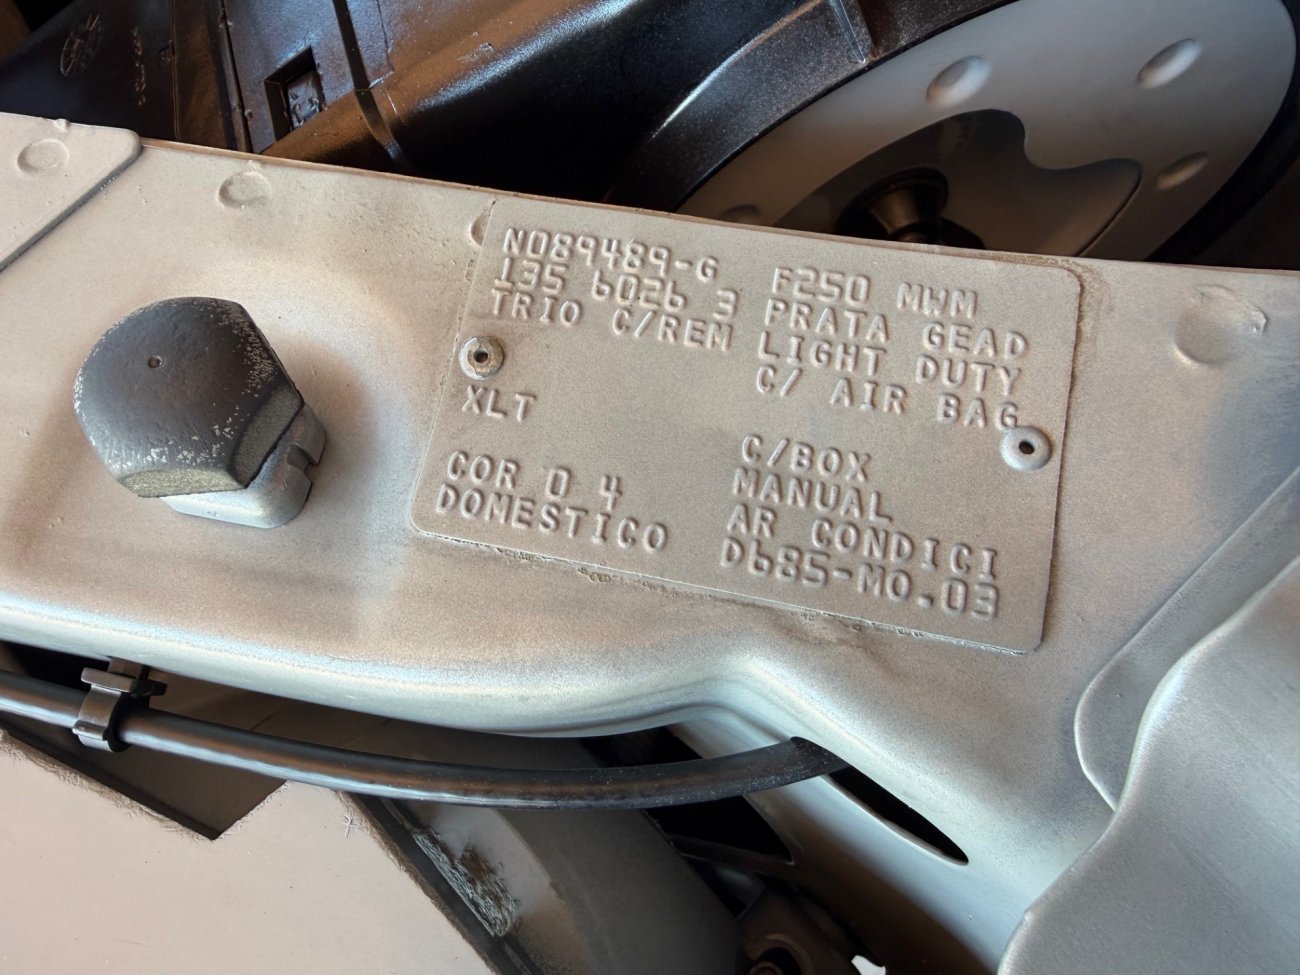 N089489-G F250 MWM
135 6026 3 PRATA GEAD
TRIO C/REM LIGHT DUTY
C/ AIR BAG
XLT
C/BOX
COR 0 4 MANUAL
DOMESTICO AR CONDICI
D685-MO.03